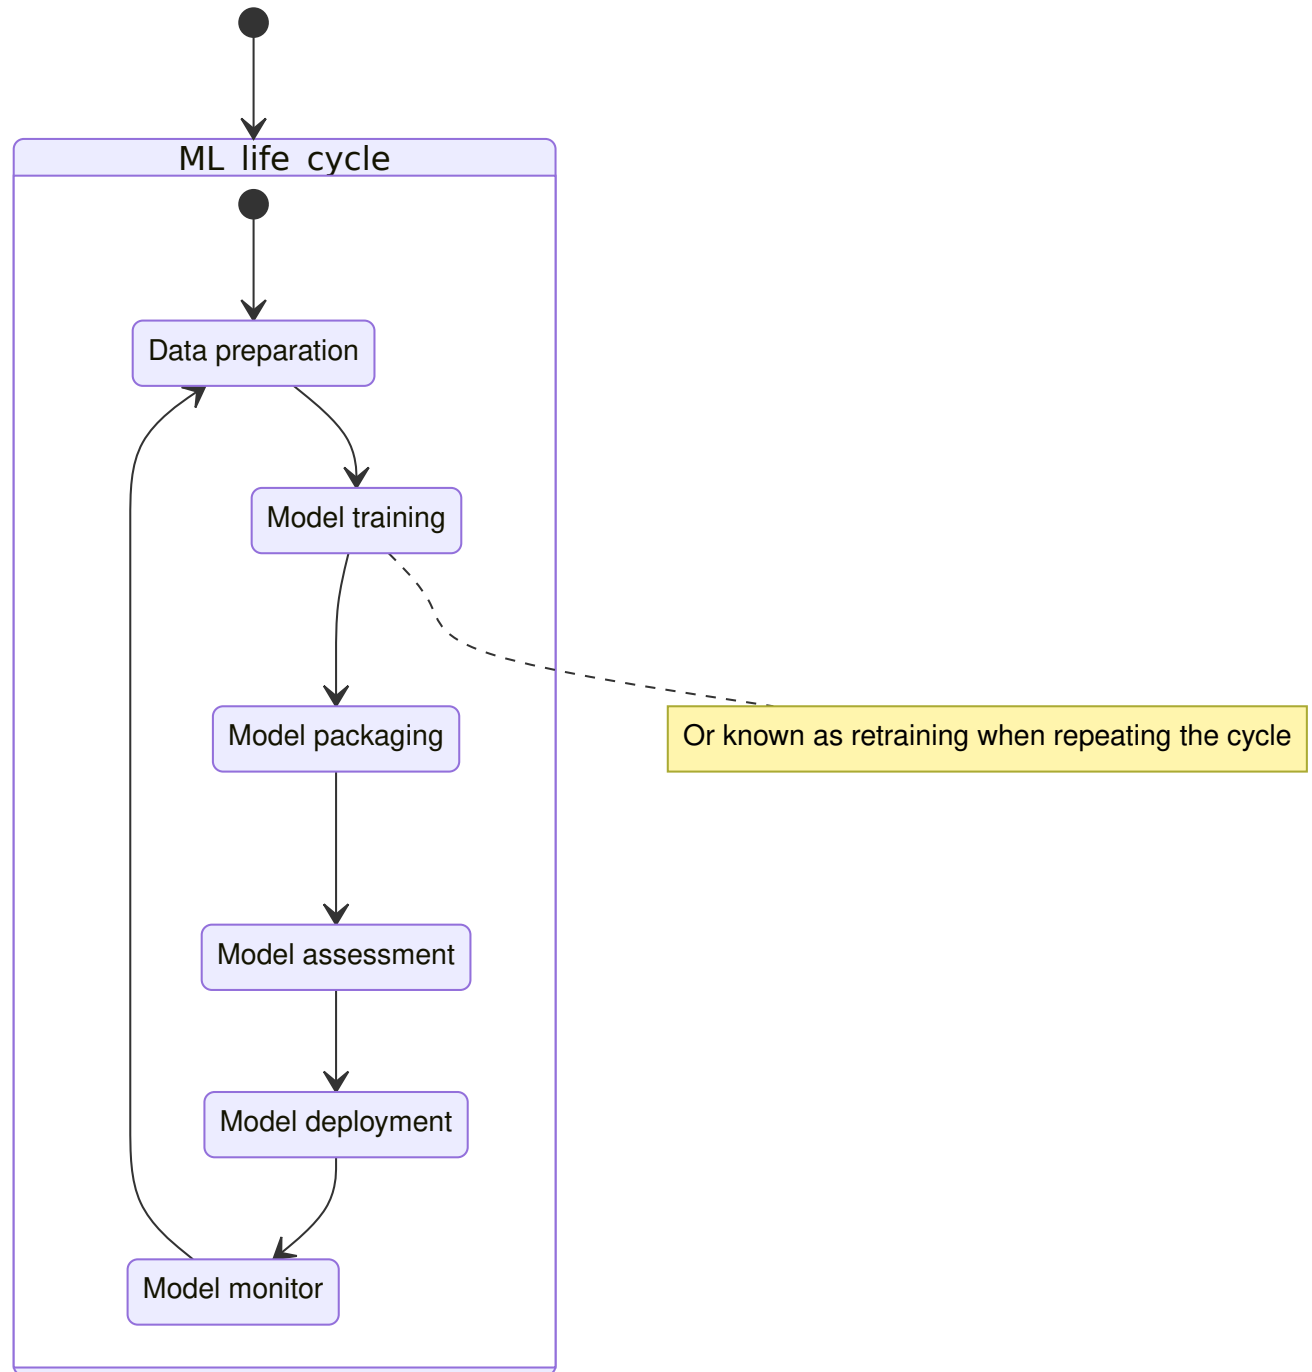 ML life cycle
Data preparation
Model training
Model packaging
Or known as retraining when repeating the cycle
Model assessment
Model deployment
Model monitor